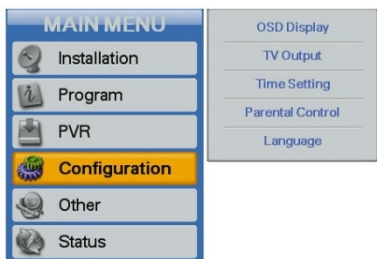 MAIN MENU
Installation
Program
PVR
Configuration
Other
Status
OSD Display
TV Output
Time Setting
Parental Control
Language